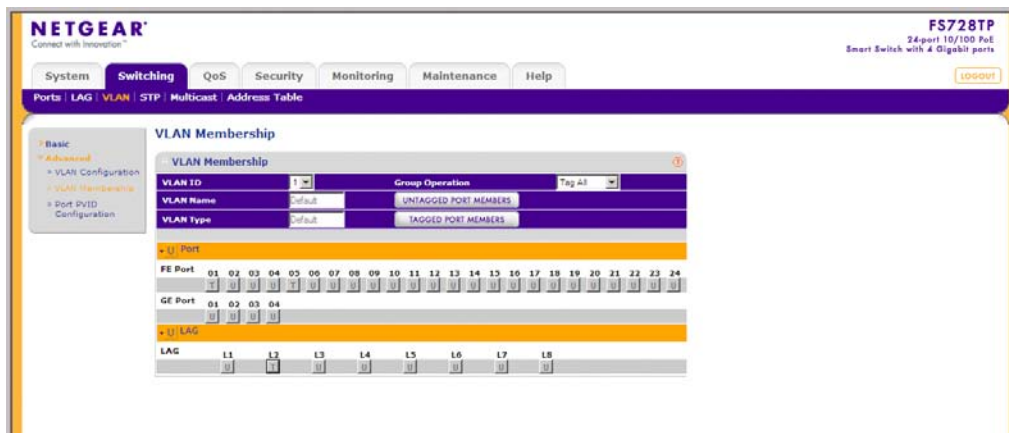 NETGEAR®
Connect with Innovation™
FS728TP
24-port 10/100 PoE
Smart Switch with 4 Gigabit ports
System Switching QoS Security Monitoring Maintenance Help LOGOUT
Ports LAG VLAN STP Multicast Address Table
Basic
Advanced
VLAN Configuration
VLAN Membership
Port PVID
Configuration
VLAN Membership
VLAN Membership ?
VLAN ID 1 Group Operation Tag All
VLAN Name Default UNTAGGED PORT MEMBERS
VLAN Type Default TAGGED PORT MEMBERS
U Port
FE Port 01 02 03 04 05 06 07 08 09 10 11 12 13 14 15 16 17 18 19 20 21 22 23 24
T U U U T U U U U U U U U U U U U U U U U U U U
GE Port 01 02 03 04
U U U U
U LAG
LAG L1 L2 L3 L4 L5 L6 L7 L8
U T U U U U U U